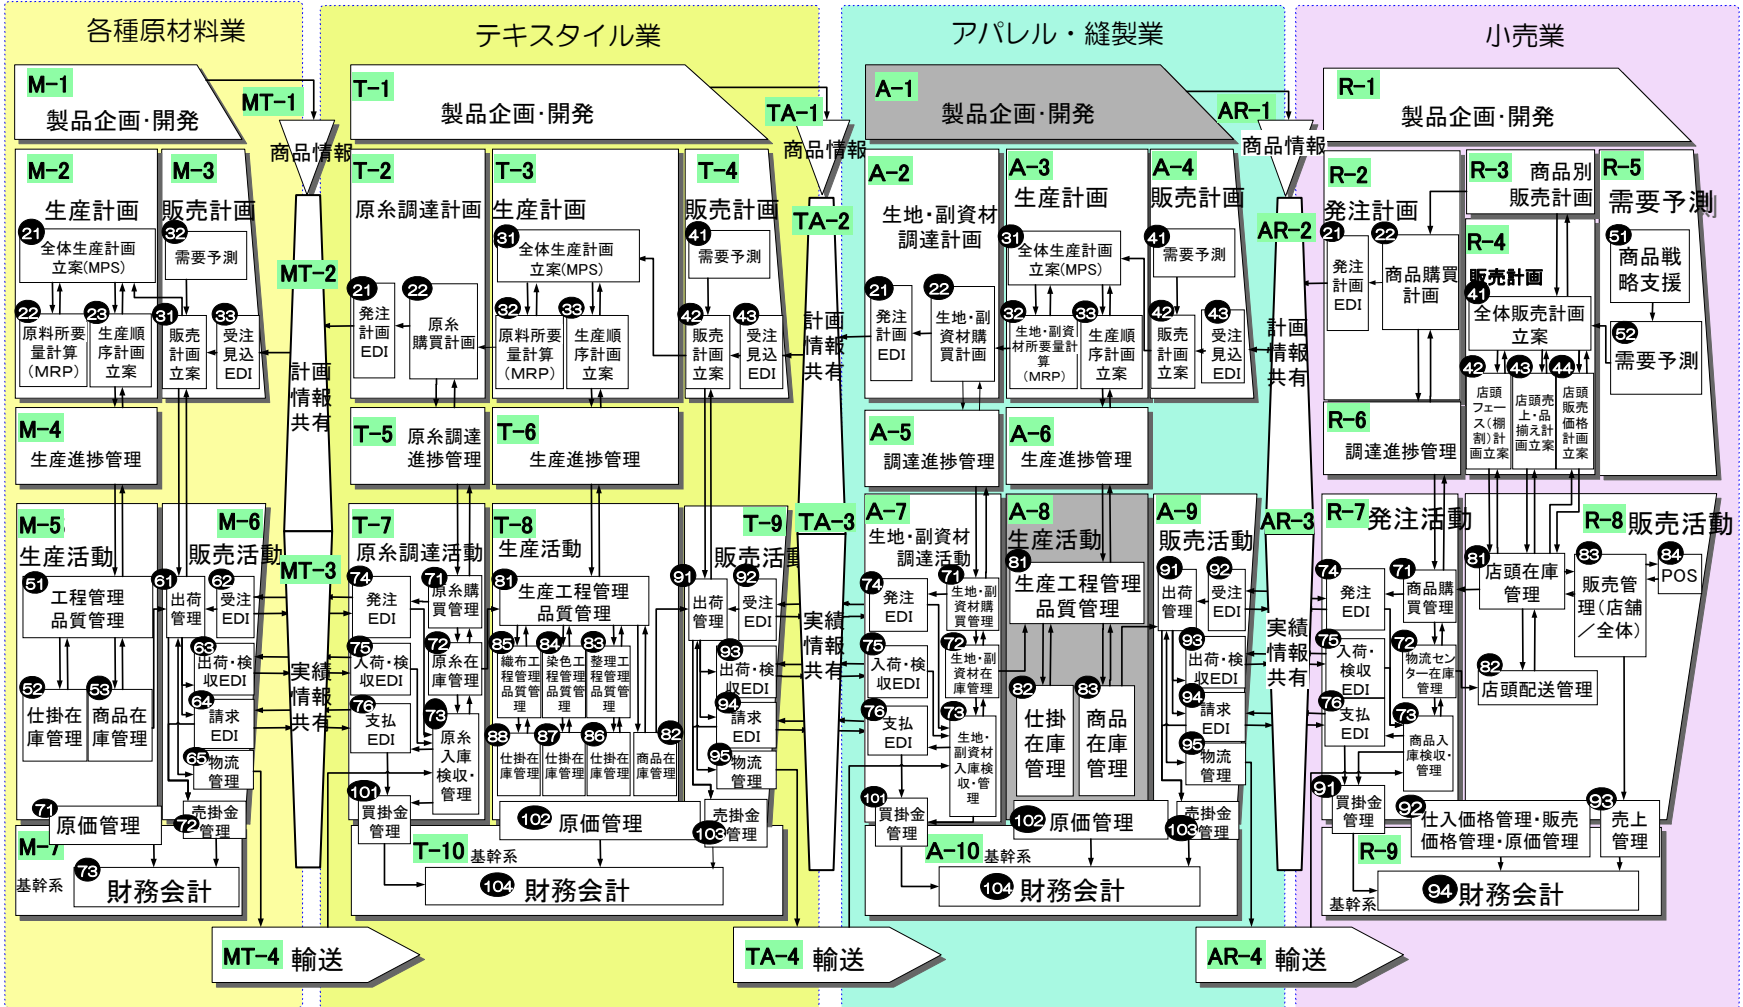 各種原材料業
M-1
製品企画･開発
MT-1
商品情報
M-2
生産計画
21
全体生産計画
立案(MPS)
22
原料所要
量計算
(MRP)
23
生産順
序計画
立案
M-3
販売計画
32
需要予測
31
販売
計画
立案
33
受注
見込
EDI
MT-2
計画
情報
共有
M-4
生産進捗管理
M-5
生産活動
51
工程管理
品質管理
52
仕掛在
庫管理
53
商品在
庫管理
M-6
販売活動
61
出荷
管理
62
受注
EDI
63
出荷・検
収EDI
64
請求
EDI
65
物流
管理
MT-3
実績
情報
共有
71
原価管理
72
売掛金
管理
M-7
基幹系
73
財務会計
MT-4 輸送
テキスタイル業
T-1
製品企画･開発
TA-1
商品情報
T-2
原糸調達計画
21
発注
計画
EDI
22
原糸
購買計画
T-3
生産計画
31
全体生産計画
立案(MPS)
32
原料所要
量計算
(MRP)
33
生産順
序計画
立案
T-4
販売計画
41
需要予測
42
販売
計画
立案
43
受注
見込
EDI
TA-2
計画
情報
共有
T-5
原糸調達
進捗管理
T-6
生産進捗管理
T-7
原糸調達活動
74
発注
EDI
71
原糸購
買管理
75
入荷・検
収EDI
72
原糸在
庫管理
76
支払
EDI
73
原糸
入庫
検収・
管理
T-8
生産活動
81
生産工程管理
品質管理
85
織布工
程管理
品質管
理
84
染色工
程管理
品質管
理
83
整理工
程管理
品質管
理
88
仕掛在
庫管理
87
仕掛在
庫管理
86
仕掛在
庫管理
82
商品在
庫管理
T-9
販売活動
91
出荷
管理
92
受注
EDI
93
出荷・検
収EDI
94
請求
EDI
95
物流
管理
TA-3
実績
情報
共有
101
買掛金
管理
102 原価管理
103
売掛金
管理
T-10 基幹系
104 財務会計
TA-4 輸送
アパレル・縫製業
A-1
製品企画･開発
AR-1
商品情報
A-2
生地・副資材
調達計画
21
発注
計画
EDI
22
生地・副
資材購
買計画
A-3
生産計画
31
全体生産計画
立案(MPS)
32
生地・副資
材所要量計
算
(MRP)
33
生産順
序計画
立案
A-4
販売計画
41
需要予測
42
販売
計画
立案
43
受注
見込
EDI
AR-2
計画
情報
共有
A-5
調達進捗管理
A-6
生産進捗管理
A-7
生地・副資材
調達活動
74
発注
EDI
71
生地・副
資材購
買管理
75
入荷・検
収EDI
72
生地・副
資材在
庫管理
76
支払
EDI
73
生地・
副資材
入庫検
収・管
理
A-8
生産活動
81
生産工程管理
品質管理
82
仕掛
在庫
管理
83
商品
在庫
管理
A-9
販売活動
91
出荷
管理
92
受注
EDI
93
出荷・検
収EDI
94
請求
EDI
95
物流
管理
AR-3
実績
情報
共有
101
買掛金
管理
102 原価管理
103
売掛金
管理
A-10 基幹系
104 財務会計
AR-4 輸送
小売業
R-1
製品企画･開発
R-2
発注計画
21
発注
計画
EDI
22
商品購買
計画
R-3 商品別
販売計画
R-4
販売計画
41
全体販売計画
立案
42
店頭
フェー
ス(棚
割)計
画立案
43
店頭売
上・品
揃え計
画立案
44
店頭
販売
価格
計画
立案
R-5
需要予測
51
商品戦
略支援
52
需要予測
R-6
調達進捗管理
R-7 発注活動
74
発注
EDI
71
商品購
買管理
75
入荷・
検収
EDI
72
物流セン
ター在庫
管理
76
支払
EDI
73
商品入
庫検収・
管理
R-8 販売活動
81
店頭在庫
管理
83
販売管
理(店舗
/全体)
84
POS
82
店頭配送管理
91
買掛金
管理
92
仕入価格管理・販売
価格管理・原価管理
93
売上
管理
R-9
基幹系
94 財務会計